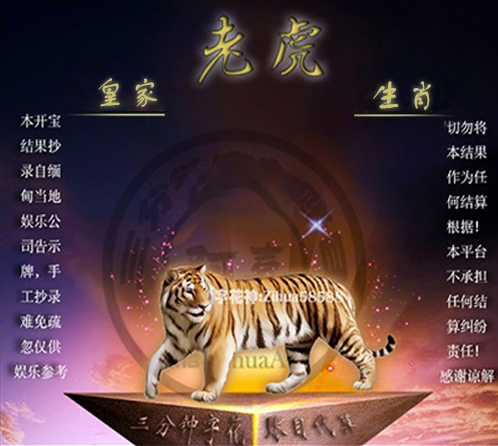 老虎
皇家
生肖
本开宝
结果抄
录自缅
甸当地
娱乐公
司告示
牌，手
工抄录
难免疏
忽仅供
娱乐参考
切勿将
本结果
作为任
何结算
根据！
本平台
不承担
任何结
算纠纷
责任！
感谢谅解
字花神:Zihua58588
三分钟字花